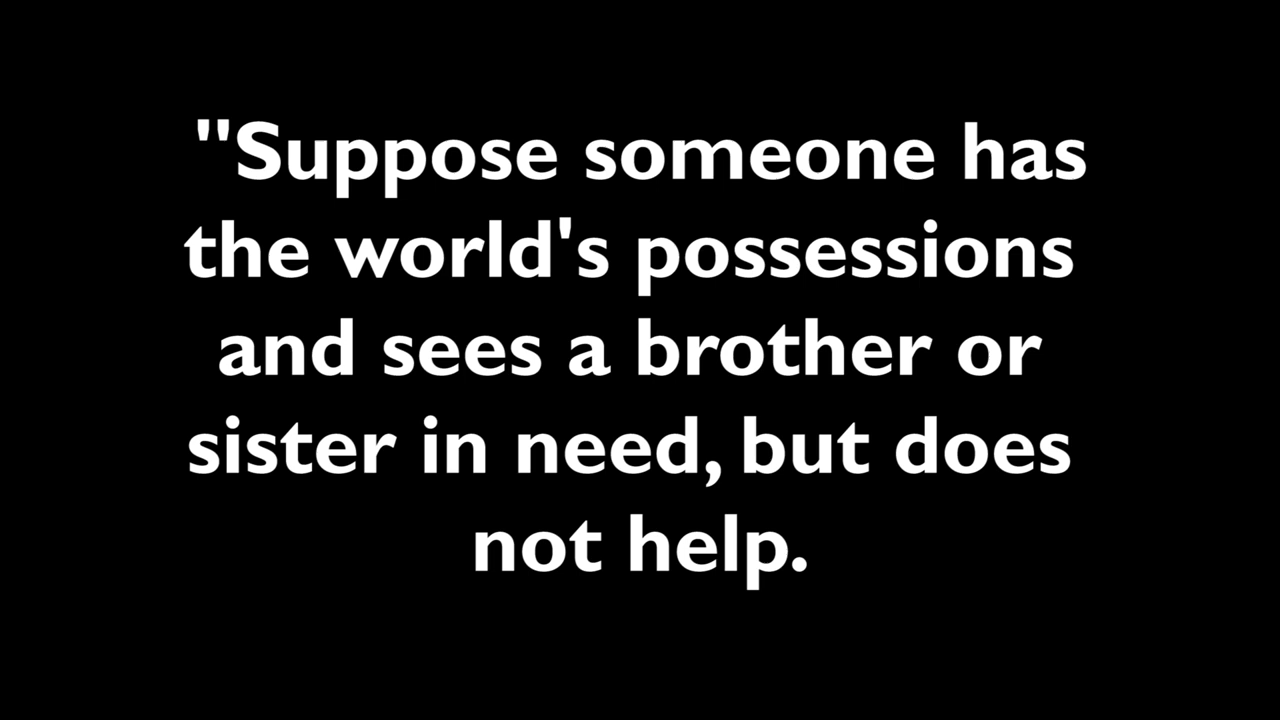 "Suppose someone has
the world's possessions
and sees a brother or
sister in need, but does
not help.